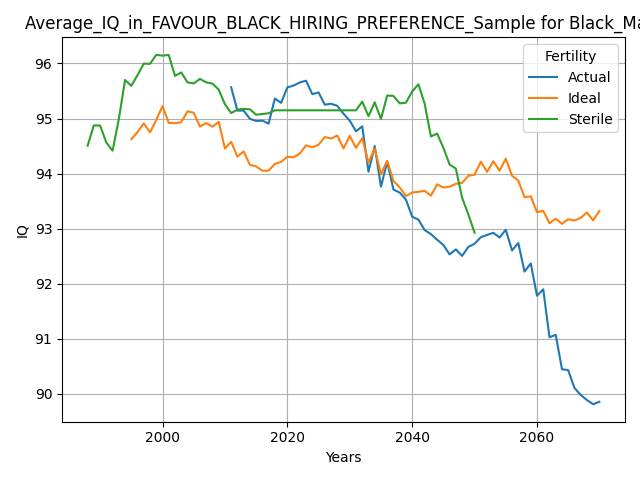 Average_IQ_in_FAVOUR_BLACK_HIRING_PREFERENCE_Sample for Black_Ma
Fertility
Actual
Ideal
Sterile
96
95
94
93
92
91
90
IQ
2000 2020 2040 2060
Years